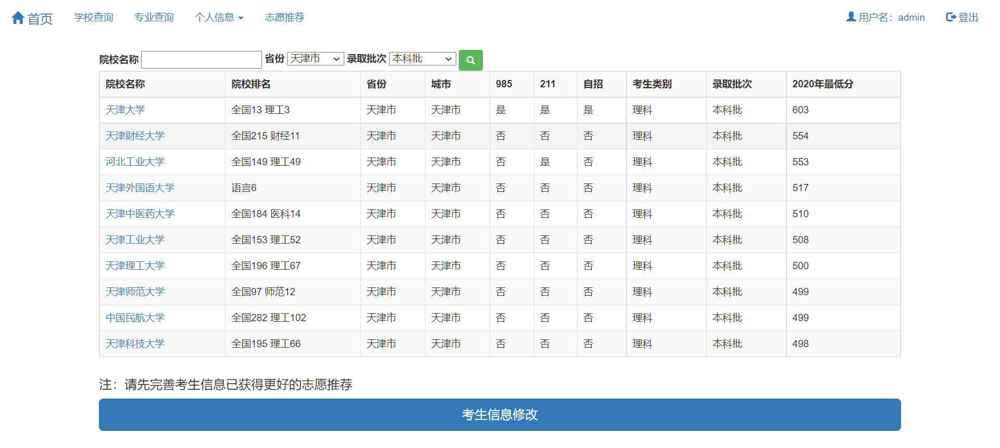 首页 学校查询 专业查询 个人信息 志愿推荐 用户名：admin 登出
院校名称 省份 天津市 录取批次 本科批
院校名称 院校排名 省份 城市 985 211 自招 考生类别 录取批次 2020年最低分
天津大学 全国13 理工3 天津市 天津市 是 是 是 理科 本科批 603
天津财经大学 全国215 财经11 天津市 天津市 否 否 否 理科 本科批 554
河北工业大学 全国149 理工49 天津市 天津市 否 是 否 理科 本科批 553
天津外国语大学 语言6 天津市 天津市 否 否 否 理科 本科批 517
天津中医药大学 全国184 医科14 天津市 天津市 否 否 否 理科 本科批 510
天津工业大学 全国153 理工52 天津市 天津市 否 否 否 理科 本科批 508
天津理工大学 全国196 理工67 天津市 天津市 否 否 否 理科 本科批 500
天津师范大学 全国97 师范12 天津市 天津市 否 否 否 理科 本科批 499
中国民航大学 全国282 理工102 天津市 天津市 否 否 否 理科 本科批 499
天津科技大学 全国195 理工66 天津市 天津市 否 否 否 理科 本科批 498
注：请先完善考生信息已获得更好的志愿推荐
考生信息修改